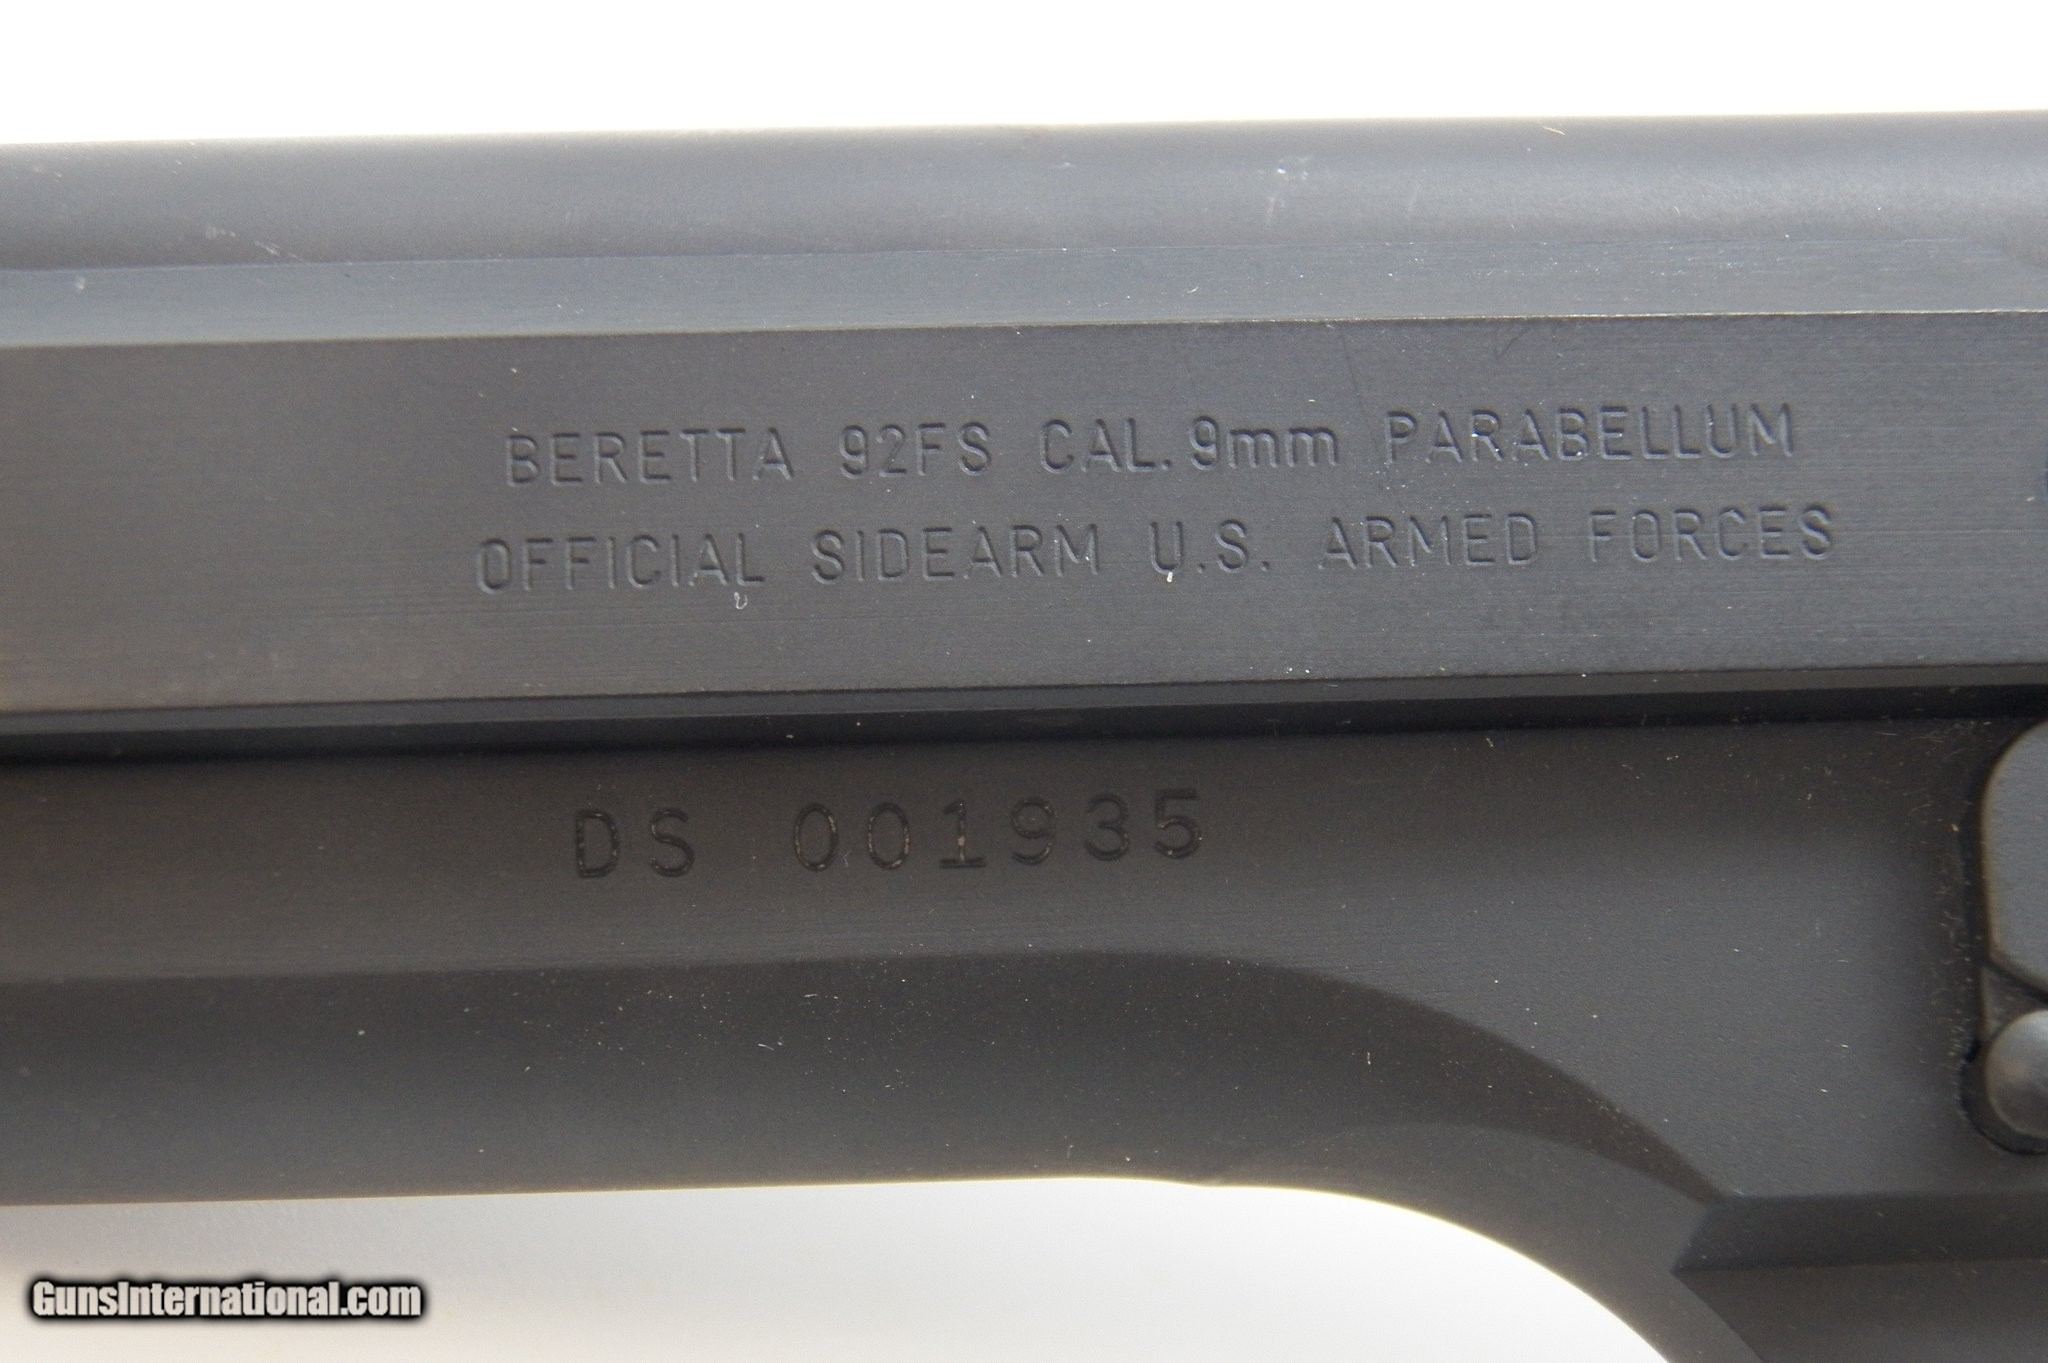 BERETTA 92FS CAL. 9mm PARABELLUM
OFFICIAL SIDEARM U.S. ARMED FORCES
DS 001935
GunsInternational.com